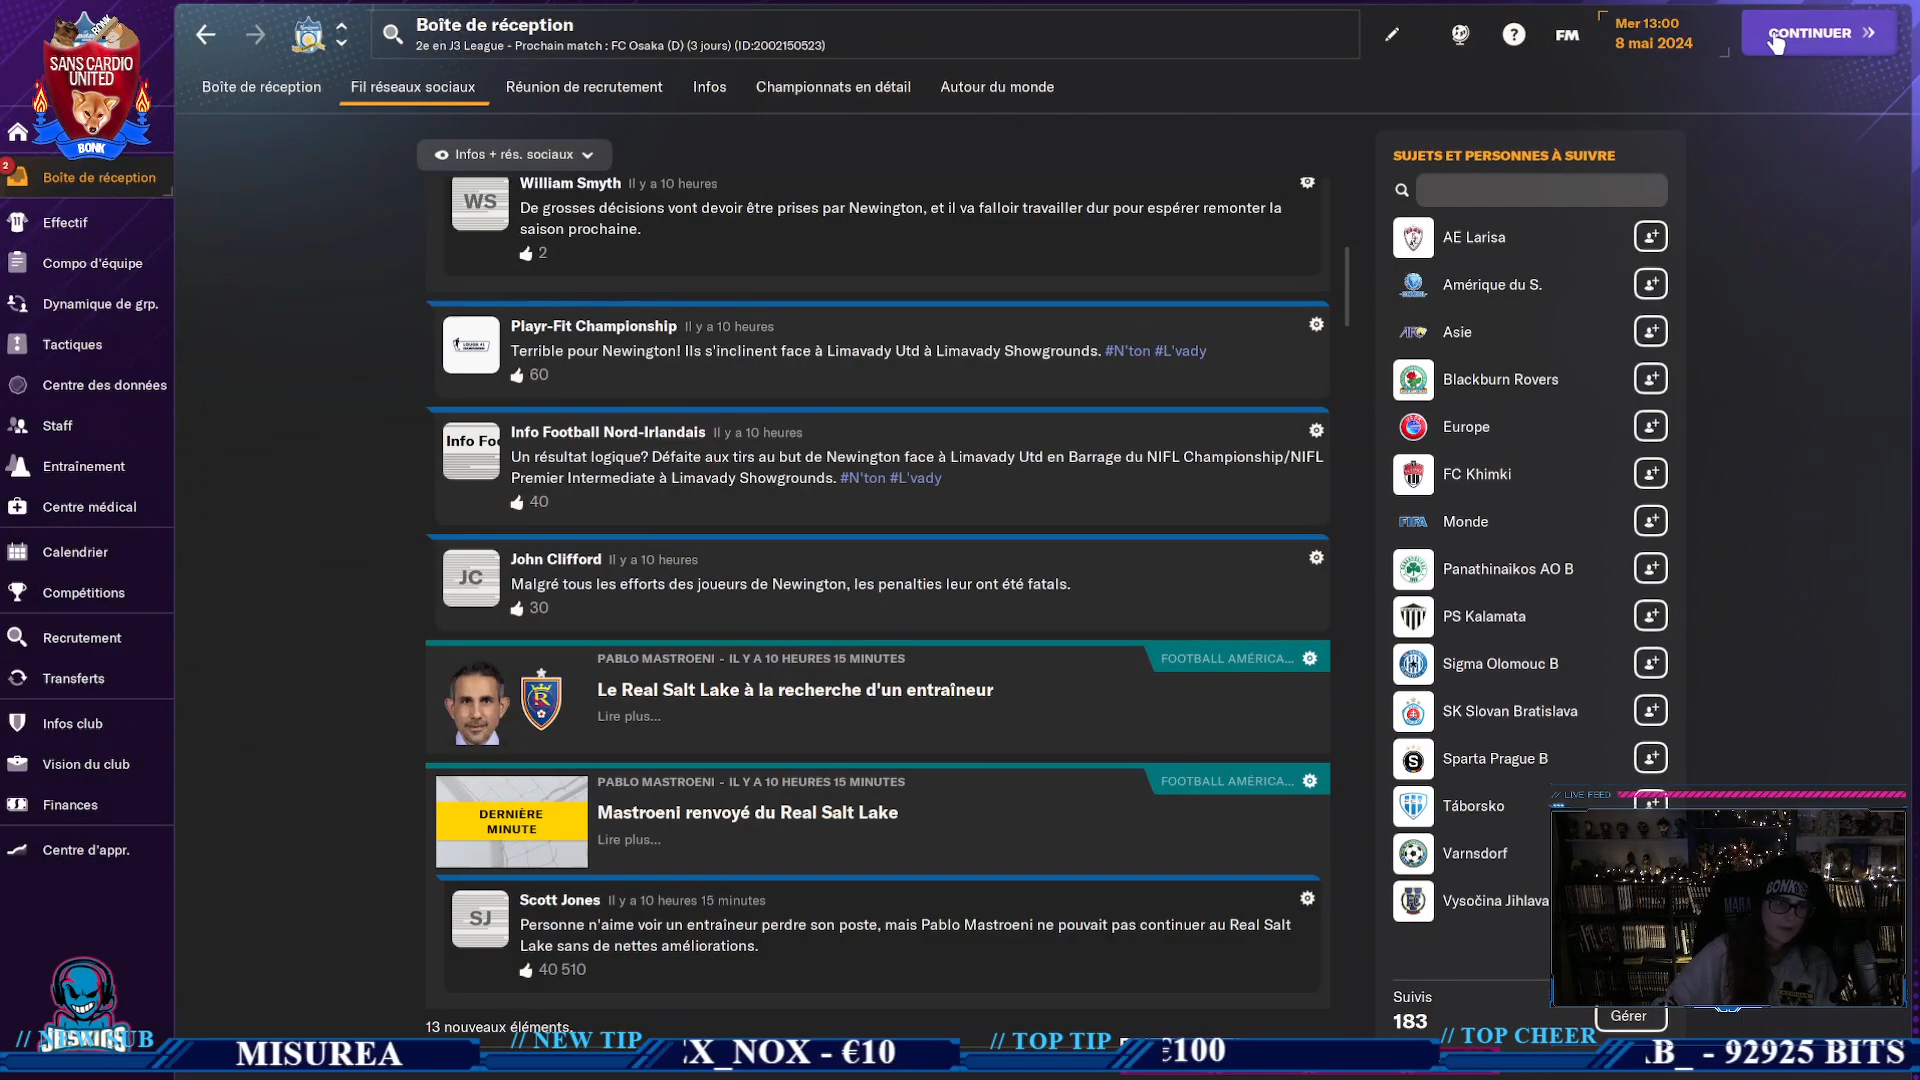 Boîte de réception
2e en J3 League - Prochain match : FC Osaka (D) (3 jours) (ID:2002150523)
FM
Mer 13:00
8 mai 2024
CONTINUER
SANS CARDIO
UNITED
BONK
Boîte de réception
Fil réseaux sociaux
Réunion de recrutement
Infos
Championnats en détail
Autour du monde
2
Boîte de réception
Effectif
Compo d'équipe
Dynamique de grp.
Tactiques
Centre des données
Staff
Entraînement
Centre médical
Calendrier
Compétitions
Recrutement
Transferts
Infos club
Vision du club
Finances
Centre d'appr.
Infos + rés. sociaux
WS
William Smyth Il y a 10 heures
De grosses décisions vont devoir être prises par Newington, et il va falloir travailler dur pour espérer remonter la
saison prochaine.
2
Playr-Fit Championship Il y a 10 heures
Terrible pour Newington! Ils s'inclinent face à Limavady Utd à Limavady Showgrounds. #N'ton #L'vady
60
Info Foo
Info Football Nord-Irlandais Il y a 10 heures
Un résultat logique? Défaite aux tirs au but de Newington face à Limavady Utd en Barrage du NIFL Championship/NIFL
Premier Intermediate à Limavady Showgrounds. #N'ton #L'vady
40
JC
John Clifford Il y a 10 heures
Malgré tous les efforts des joueurs de Newington, les penalties leur ont été fatals.
30
PABLO MASTROENI - IL Y A 10 HEURES 15 MINUTES
FOOTBALL AMÉRICA...
Le Real Salt Lake à la recherche d'un entraîneur
Lire plus...
PABLO MASTROENI - IL Y A 10 HEURES 15 MINUTES
FOOTBALL AMÉRICA...
DERNIÈRE
MINUTE
Mastroeni renvoyé du Real Salt Lake
Lire plus...
SJ
Scott Jones Il y a 10 heures 15 minutes
Personne n'aime voir un entraîneur perdre son poste, mais Pablo Mastroeni ne pouvait pas continuer au Real Salt
Lake sans de nettes améliorations.
40 510
13 nouveaux éléments.
SUJETS ET PERSONNES À SUIVRE
AE Larisa
Amérique du S.
Asie
Blackburn Rovers
Europe
FC Khimki
FIFA
Monde
Panathinaikos AO B
PS Kalamata
Sigma Olomouc B
SK Slovan Bratislava
Sparta Prague B
Táborsko
Varnsdorf
Vysočina Jihlava
Suivis
183
Gérer
// LIVE FEED
BONK
// NEW SUB
MISUREA
// NEW TIP
X_NOX - €10
// TOP TIP
€100
// TOP CHEER
B_ - 92925 BITS